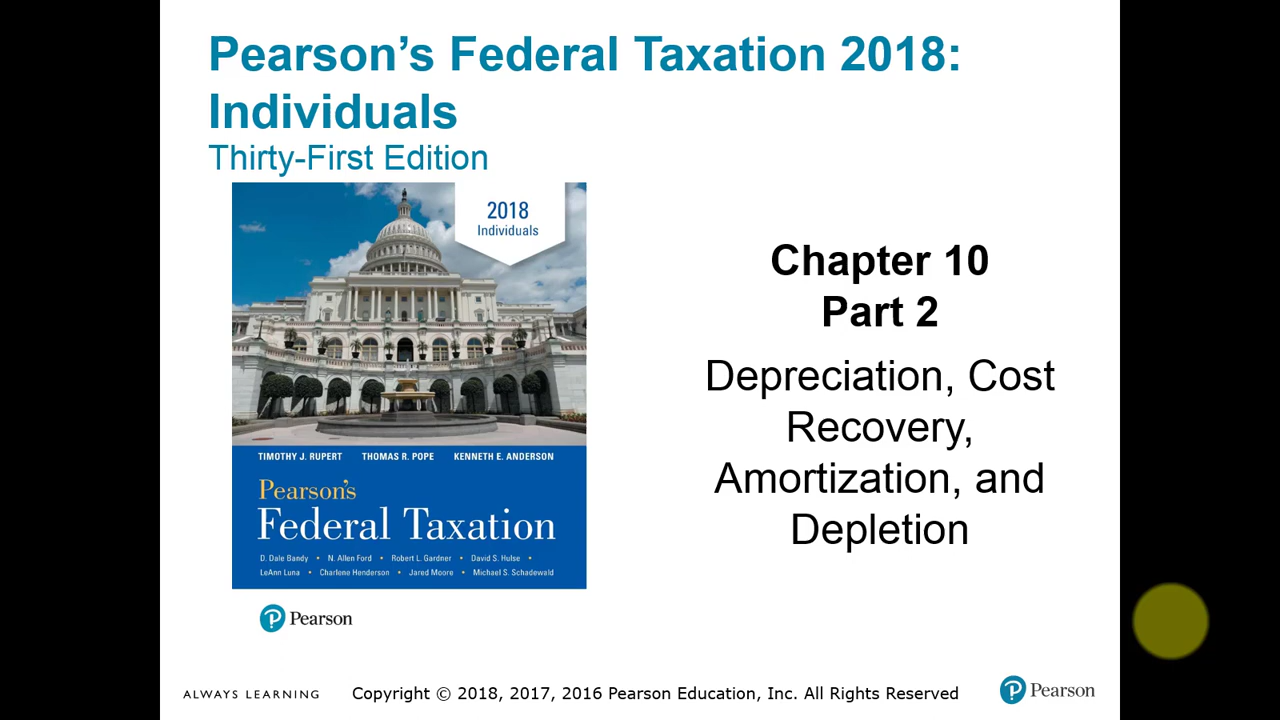 Pearson’s Federal Taxation 2018:
Individuals
Thirty-First Edition
2018
Individuals
TIMOTHY J. RUPERT THOMAS R. POPE KENNETH E. ANDERSON
Pearson's
Federal Taxation
D. Dale Bandy • N. Allen Ford • Robert L. Gardner • David S. Hulse •
LeAnn Luna • Charlene Henderson • Jared Moore • Michael S. Schadewald
Pearson
Chapter 10
Part 2
Depreciation, Cost
Recovery,
Amortization, and
Depletion
ALWAYS LEARNING
Copyright © 2018, 2017, 2016 Pearson Education, Inc. All Rights Reserved
Pearson